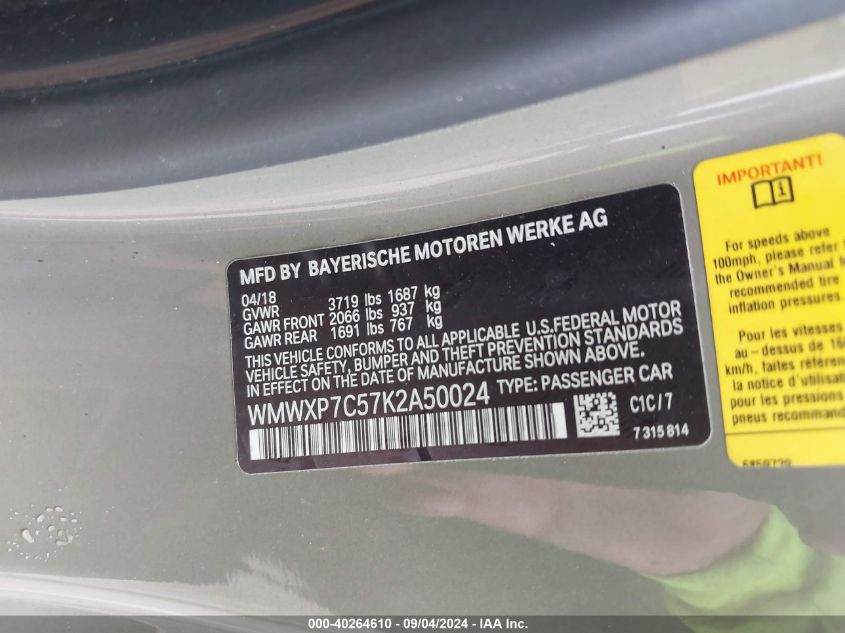 MFD BY BAYERISCHE MOTOREN WERKE AG
04/18
GVWR 3719 lbs 1687 kg
GAWR FRONT 2066 lbs 937 kg
GAWR REAR 1691 lbs 767 kg
THIS VEHICLE CONFORMS TO ALL APPLICABLE U.S.FEDERAL MOTOR
VEHICLE SAFETY, BUMPER AND THEFT PREVENTION STANDARDS
IN EFFECT ON THE DATE OF MANUFACTURE SHOWN ABOVE.
WMWXP7C57K2A50024 TYPE: PASSENGER CAR
C1C/7
7 315 814
IMPORTANT!
For speeds above
100mph, please refer
the Owner's Manual
recommended tire
inflation pressures
Pour les vitesses
au-dessus de
km/h, faites
la notice d'utilisation
pour les pressions
pneus recommandées
000-40264610 - 09/04/2024 - IAA Inc.